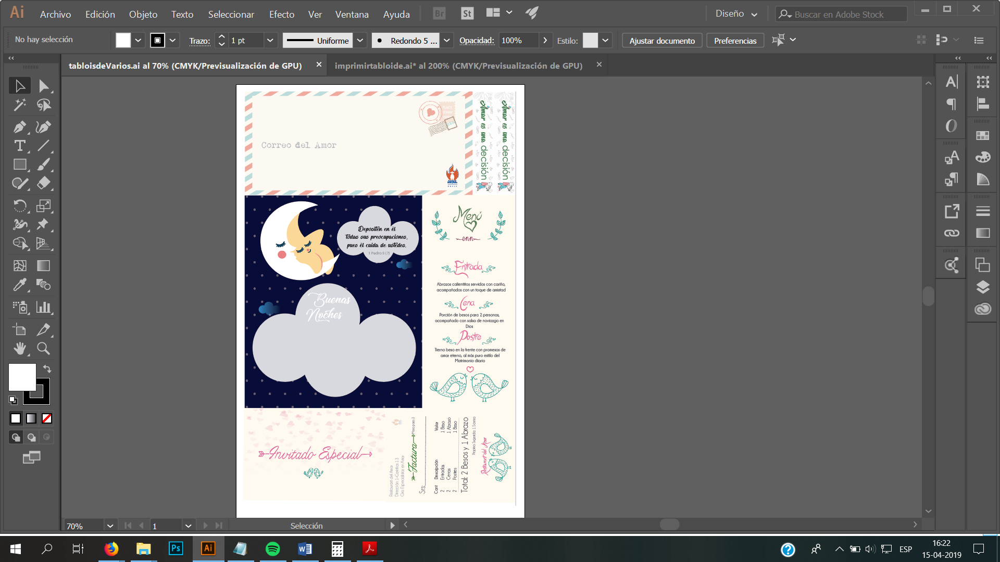 Ai Archivo Edición Objeto Texto Seleccionar Efecto Ver Ventana Ayuda Br St Diseño Buscar en Adobe Stock
No hay selección Trazo: 1 pt Uniforme Redondo 5 ... Opacidad: 100% Estilo: Ajustar documento Preferencias
tabloisdeVarios.ai al 70% (CMYK/Previsualización de GPU) imprimirtabloide.ai* al 200% (CMYK/Previsualización de GPU)
Correo del Amor
Amar es una decisión
Amar es una decisión
Depositen en él
todas sus preocupaciones,
pues él cuida de ustedes.
1 Pedro 5 (7)
Buenas
Noches
Menú
Entrada
Abrazos calientitos servidos con cariño,
acompañados con un toque de amistad
Cena
Porción de besos para 2 personas,
acompañado con salsa de noviazgo en
Dios
Postre
Tierno beso en la frente con promesas de
amor eterno, al más puro estilo del
Matrimonio diario
Invitado Especial
Restaurant del Amor
Dirección: 1-Corintios 13
Giro: Especialistas en Amor
Factura
Mesa para: 3
Srs:
Cant Descripción Valor
2 Entradas 1 Beso
2 Cenas 1 Abrazo
2 Postres 1 Beso
Total: 2 Besos y 1 Abrazo
Propina Sugerida: 1 Sonrisa
Restaurant del Amor
70% 1 Selección
Ps Ai ESP 16:22
15-04-2019